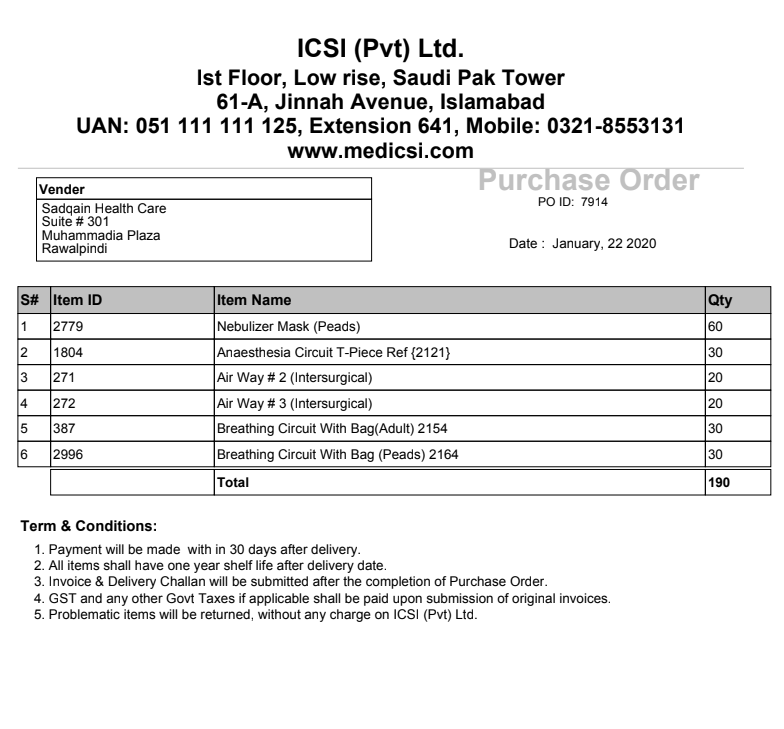 ICSI (Pvt) Ltd.
Ist Floor, Low rise, Saudi Pak Tower
61-A, Jinnah Avenue, Islamabad
UAN: 051 111 111 125, Extension 641, Mobile: 0321-8553131
www.medicsi.com
Purchase Order
PO ID: 7914
Date : January, 22 2020
Vender
Sadqain Health Care
Suite # 301
Muhammadia Plaza
Rawalpindi
S# Item ID Item Name Qty
1 2779 Nebulizer Mask (Peads) 60
2 1804 Anaesthesia Circuit T-Piece Ref {2121} 30
3 271 Air Way # 2 (Intersurgical) 20
4 272 Air Way # 3 (Intersurgical) 20
5 387 Breathing Circuit With Bag(Adult) 2154 30
6 2996 Breathing Circuit With Bag (Peads) 2164 30
Total 190
Term & Conditions:
1. Payment will be made with in 30 days after delivery.
2. All items shall have one year shelf life after delivery date.
3. Invoice & Delivery Challan will be submitted after the completion of Purchase Order.
4. GST and any other Govt Taxes if applicable shall be paid upon submission of original invoices.
5. Problematic items will be returned, without any charge on ICSI (Pvt) Ltd.